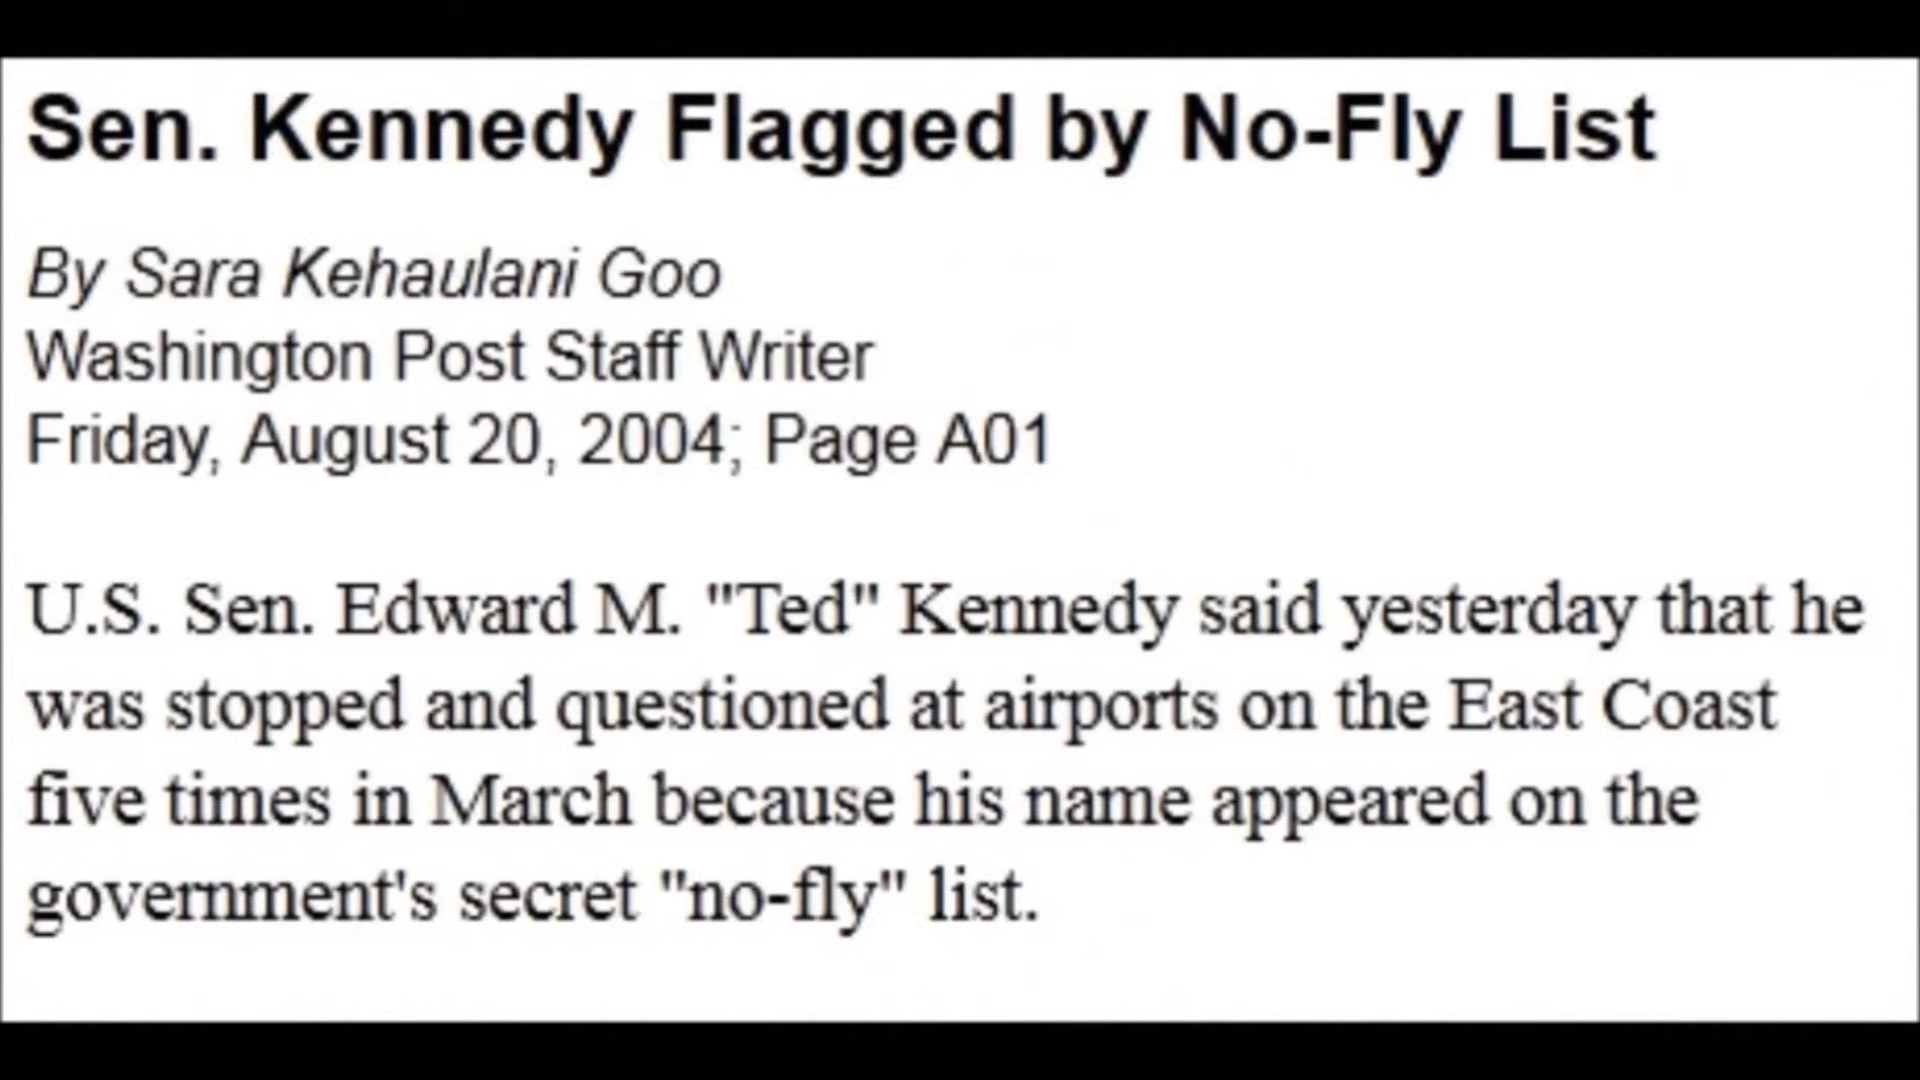 Sen. Kennedy Flagged by No-Fly List
By Sara Kehaulani Goo
Washington Post Staff Writer
Friday, August 20, 2004; Page A01
U.S. Sen. Edward M. "Ted" Kennedy said yesterday that he
was stopped and questioned at airports on the East Coast
five times in March because his name appeared on the
government's secret "no-fly" list.